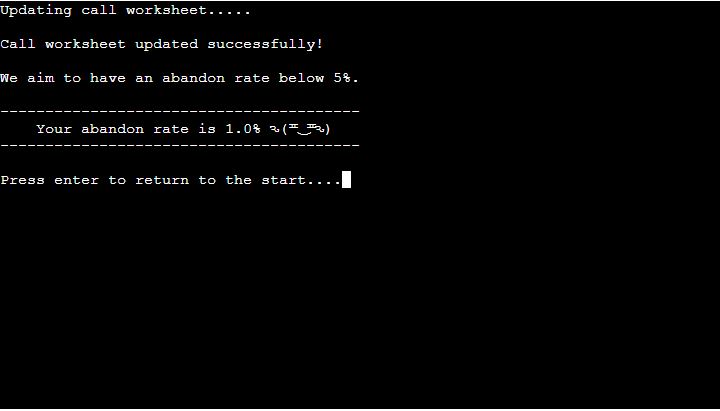 Updating call worksheet.....
Call worksheet updated successfully!
We aim to have an abandon rate below 5%.
----------------------------------------
Your abandon rate is 1.0% ԅ(≖‿≖ԅ)
----------------------------------------
Press enter to return to the start....